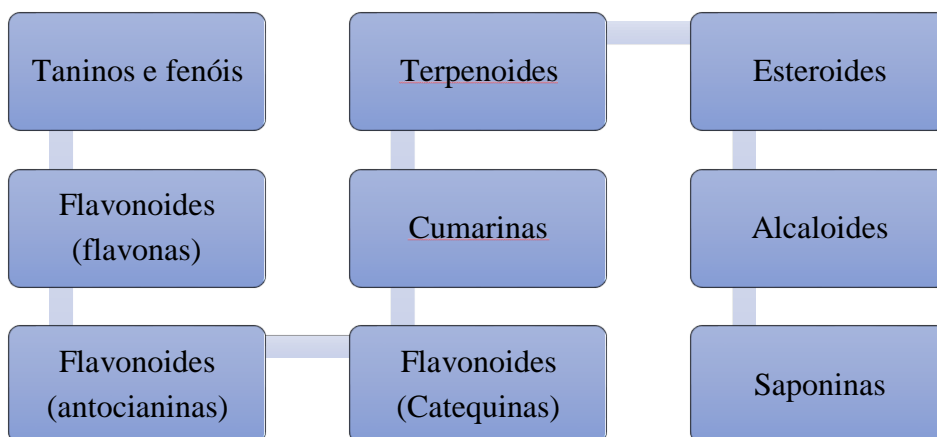 Taninos e fenóis
Terpenoides
Esteroides
Flavonoides
(flavonas)
Cumarinas
Alcaloides
Flavonoides
(antocianinas)
Flavonoides
(Catequinas)
Saponinas